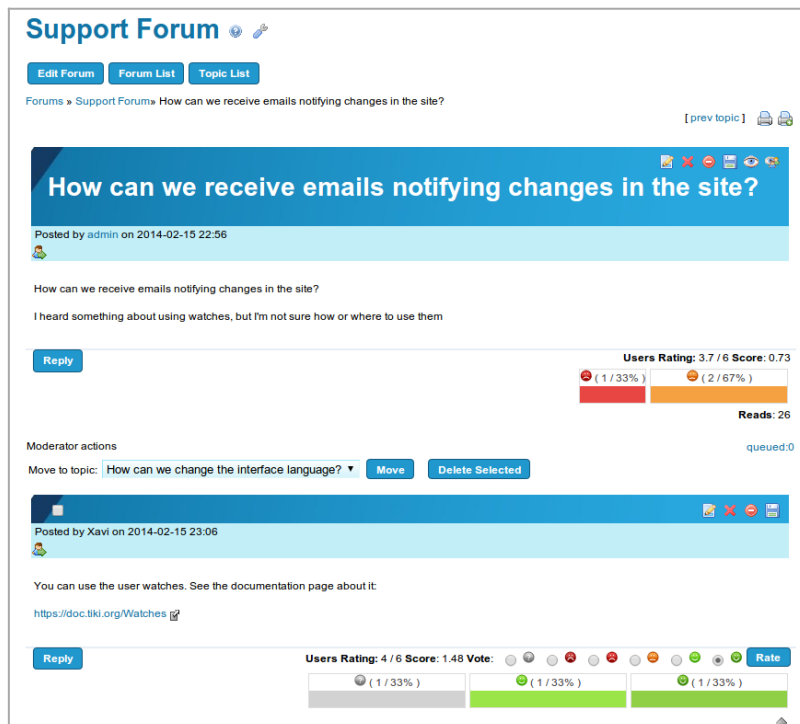 Support Forum
Edit Forum Forum List Topic List
Forums » Support Forum» How can we receive emails notifying changes in the site?
[ prev topic ]
How can we receive emails notifying changes in the site?
Posted by admin on 2014-02-15 22:56
How can we receive emails notifying changes in the site?
I heard something about using watches, but I'm not sure how or where to use them
Reply
Users Rating: 3.7 / 6 Score: 0.73
( 1 / 33% ) ( 2 / 67% )
Reads: 26
Moderator actions
queued:0
Move to topic: How can we change the interface language? Move Delete Selected
Posted by Xavi on 2014-02-15 23:06
You can use the user watches. See the documentation page about it:
https://doc.tiki.org/Watches
Reply
Users Rating: 4 / 6 Score: 1.48 Vote: Rate
( 1 / 33% ) ( 1 / 33% ) ( 1 / 33% )